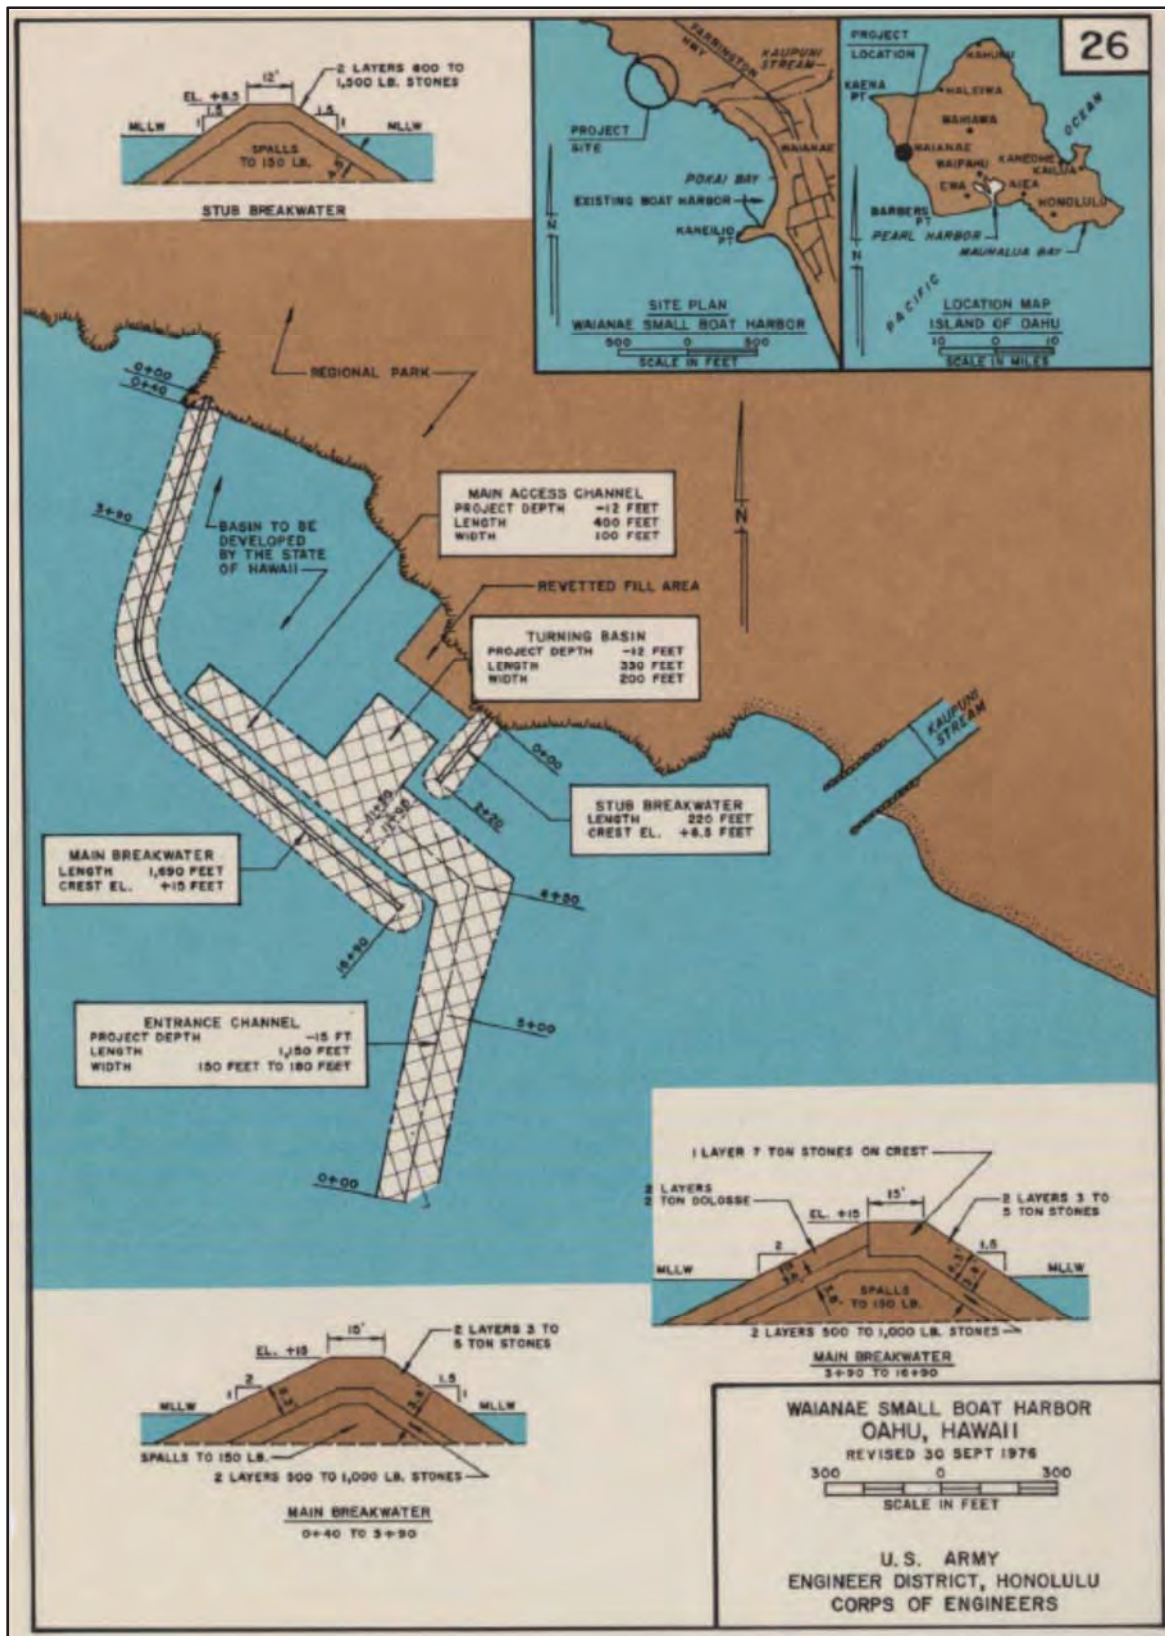 26
2 LAYERS 800 TO
1,500 LB. STONES
12'
EL. +8.5
1.5
1.5
1
1
MLLW
MLLW
SPALLS
TO 150 LB.
STUB BREAKWATER
FARRINGTON
HWY
KAUPUNI
STREAM
PROJECT
SITE
WAIANAE
POKAI BAY
EXISTING BOAT HARBOR
KANEILIO
PT
N
SITE PLAN
WAIANAE SMALL BOAT HARBOR
500 0 500
SCALE IN FEET
PROJECT
LOCATION
KAHUKU
KAENA
PT
HALEIWA
OCEAN
WAHIAWA
WAIANAE
WAIPAHU
KANEOHE
KAILUA
EWA
AIEA
BARBERS
PT
HONOLULU
PEARL HARBOR
MAUNALUA BAY
N
PACIFIC
LOCATION MAP
ISLAND OF OAHU
10 0 10
SCALE IN MILES
0+00
0+40
REGIONAL PARK
3+90
BASIN TO BE
DEVELOPED
BY THE STATE
OF HAWAII
MAIN ACCESS CHANNEL
PROJECT DEPTH -12 FEET
LENGTH 400 FEET
WIDTH 100 FEET
N
REVETTED FILL AREA
TURNING BASIN
PROJECT DEPTH -12 FEET
LENGTH 330 FEET
WIDTH 200 FEET
KAUPUNI
STREAM
0+00
2+20
11+50
STUB BREAKWATER
LENGTH 220 FEET
CREST EL. +8.5 FEET
MAIN BREAKWATER
LENGTH 1,690 FEET
CREST EL. +15 FEET
16+90
5+00
ENTRANCE CHANNEL
PROJECT DEPTH -15 FT
LENGTH 1,150 FEET
WIDTH 150 FEET TO 180 FEET
0+00
1 LAYER 7 TON STONES ON CREST
2 LAYERS
2 TON DOLOSSE
15'
2 LAYERS 3 TO
5 TON STONES
EL. +15
2
1.5
MLLW
MLLW
SPALLS
TO 150 LB.
2 LAYERS 500 TO 1,000 LB. STONES
MAIN BREAKWATER
3+90 TO 16+90
15'
2 LAYERS 3 TO
5 TON STONES
EL. +15
2
1
1.5
1
MLLW
MLLW
SPALLS TO 150 LB.
2 LAYERS 500 TO 1,000 LB. STONES
MAIN BREAKWATER
0+40 TO 3+90
WAIANAE SMALL BOAT HARBOR
OAHU, HAWAII
REVISED 30 SEPT 1976
300 0 300
SCALE IN FEET
U. S. ARMY
ENGINEER DISTRICT, HONOLULU
CORPS OF ENGINEERS